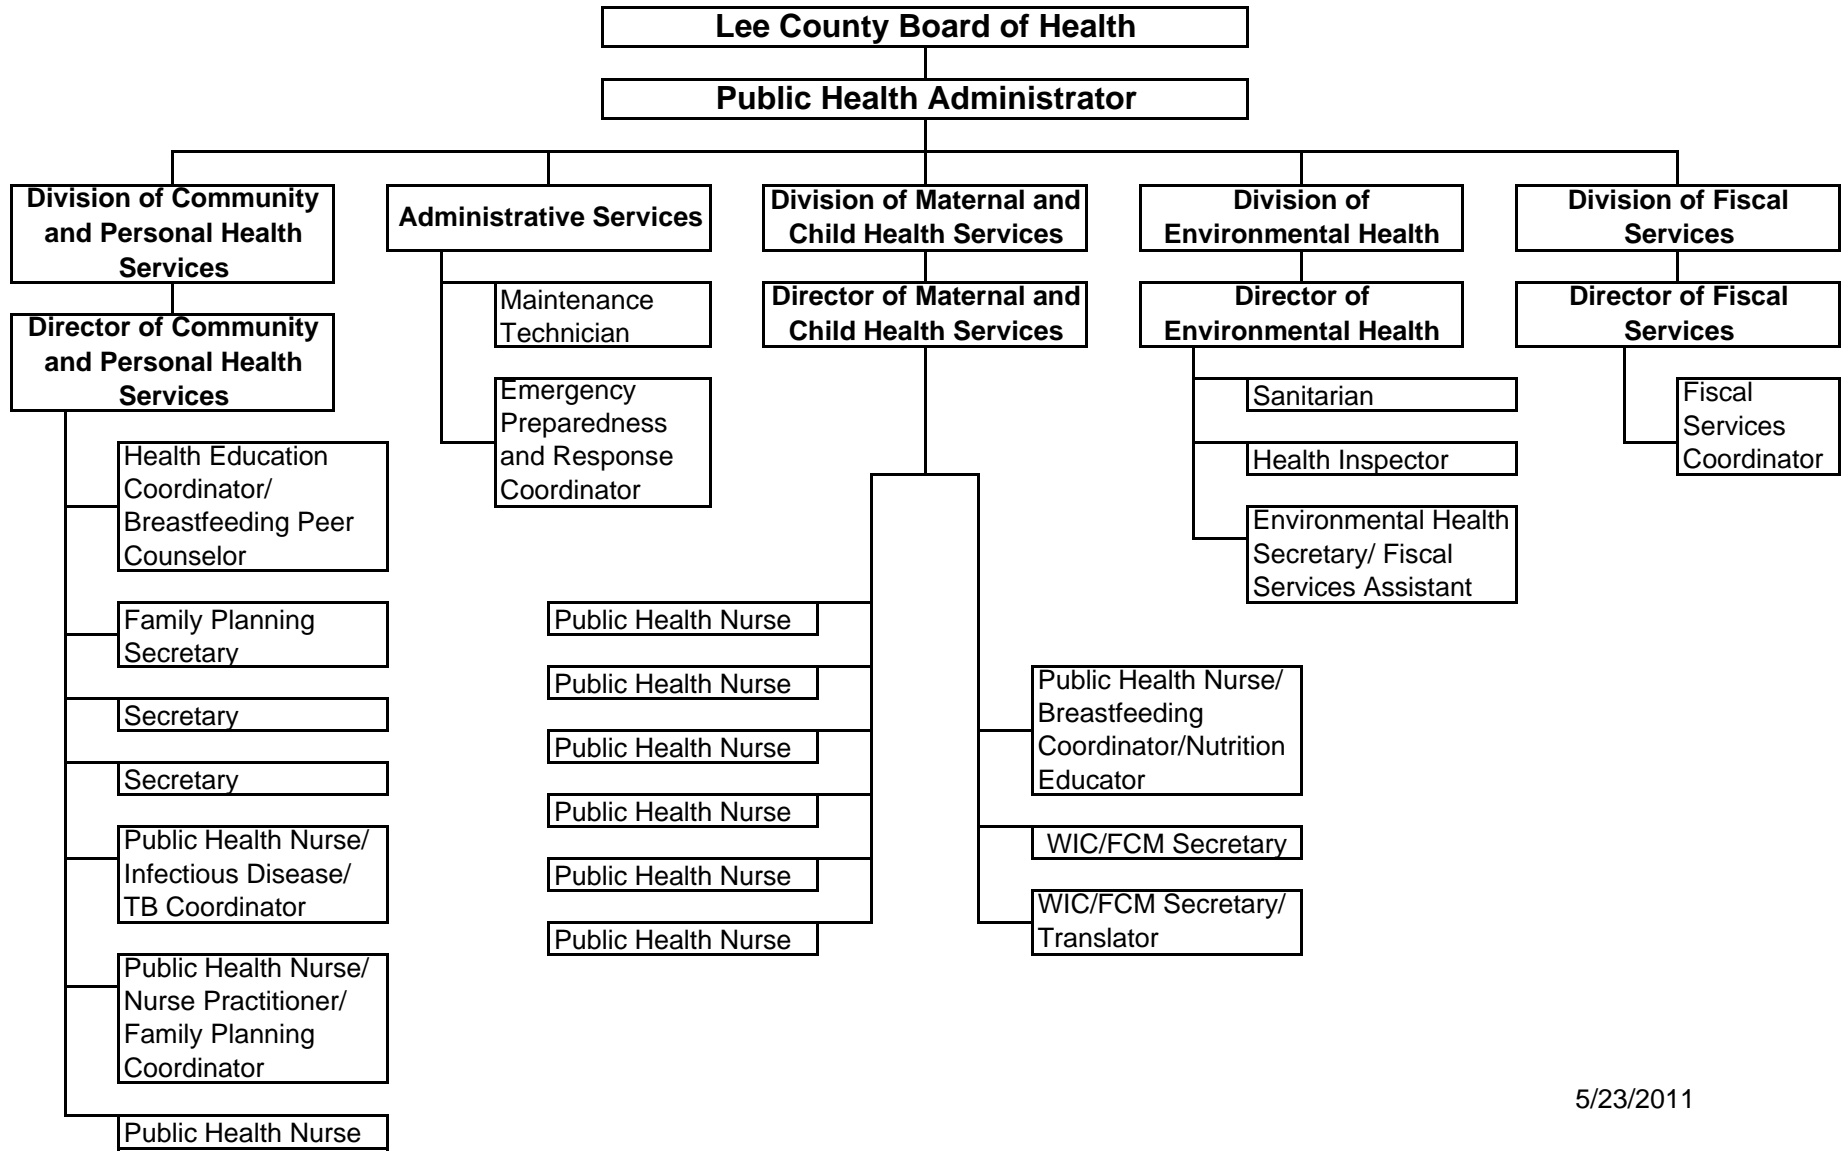 Lee County Board of Health
Public Health Administrator
Division of Community
and Personal Health
Services
Director of Community
and Personal Health
Services
Health Education
Coordinator/
Breastfeeding Peer
Counselor
Family Planning
Secretary
Secretary
Secretary
Public Health Nurse/
Infectious Disease/
TB Coordinator
Public Health Nurse/
Nurse Practitioner/
Family Planning
Coordinator
Public Health Nurse
Administrative Services
Maintenance
Technician
Emergency
Preparedness
and Response
Coordinator
Division of Maternal and
Child Health Services
Director of Maternal and
Child Health Services
Public Health Nurse
Public Health Nurse
Public Health Nurse
Public Health Nurse
Public Health Nurse
Public Health Nurse
Public Health Nurse/
Breastfeeding
Coordinator/Nutrition
Educator
WIC/FCM Secretary
WIC/FCM Secretary/
Translator
Division of
Environmental Health
Director of
Environmental Health
Sanitarian
Health Inspector
Environmental Health
Secretary/ Fiscal
Services Assistant
Division of Fiscal
Services
Director of Fiscal
Services
Fiscal
Services
Coordinator
5/23/2011